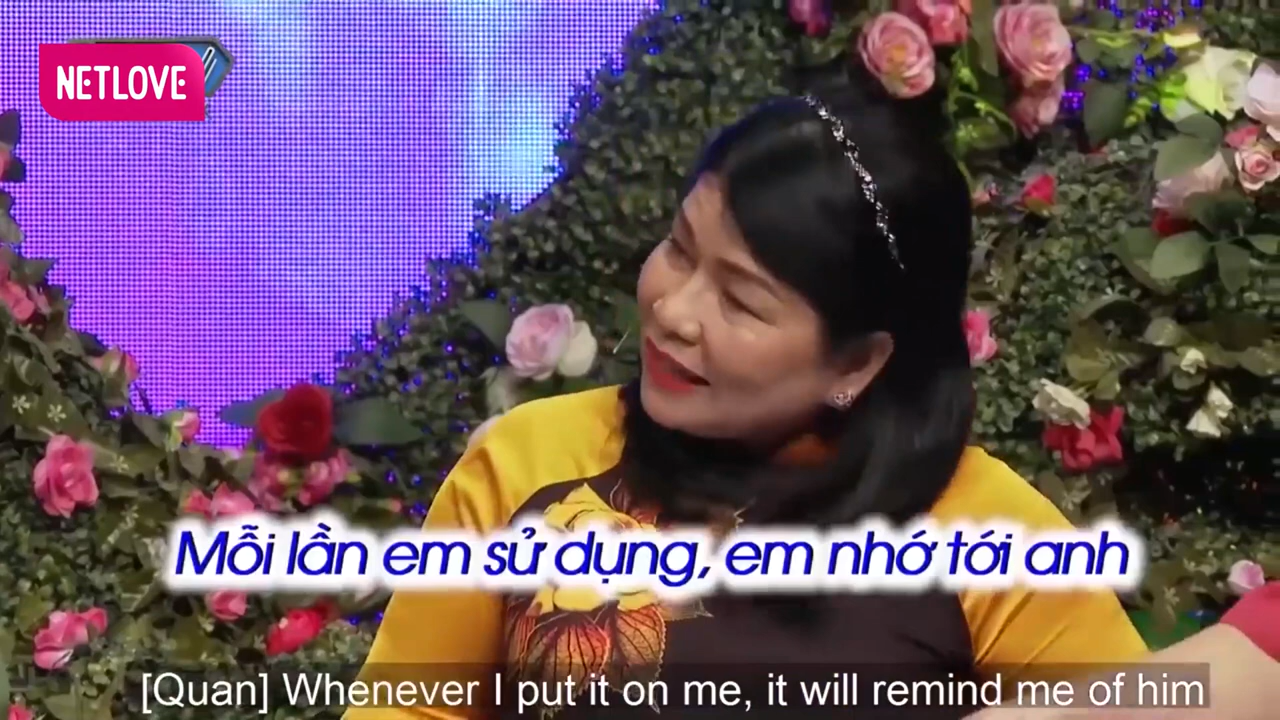 NETLOVE
Mỗi lần em sử dụng, em nhớ tới anh
[Quan] Whenever I put it on me, it will remind me of him